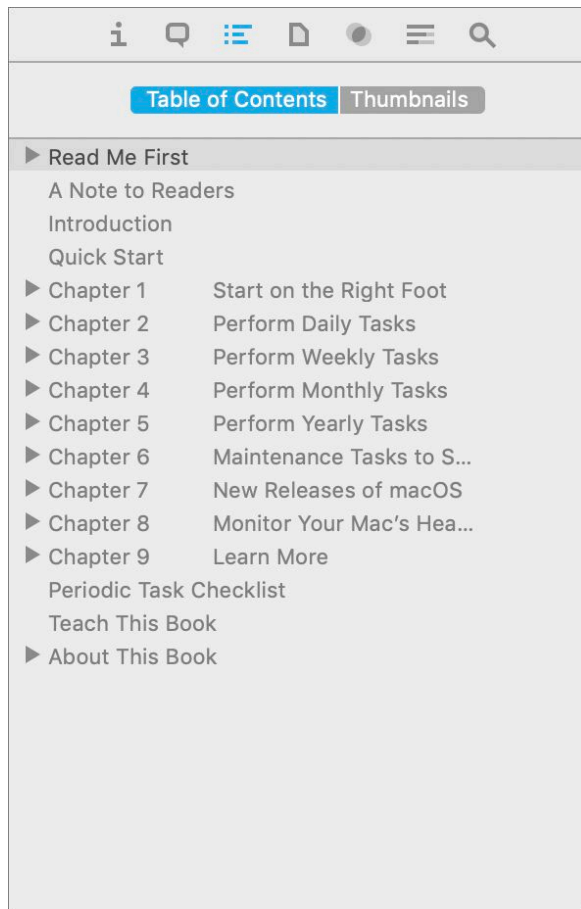 Table of Contents Thumbnails
Read Me First
A Note to Readers
Introduction
Quick Start
Chapter 1 Start on the Right Foot
Chapter 2 Perform Daily Tasks
Chapter 3 Perform Weekly Tasks
Chapter 4 Perform Monthly Tasks
Chapter 5 Perform Yearly Tasks
Chapter 6 Maintenance Tasks to S...
Chapter 7 New Releases of macOS
Chapter 8 Monitor Your Mac’s Hea...
Chapter 9 Learn More
Periodic Task Checklist
Teach This Book
About This Book